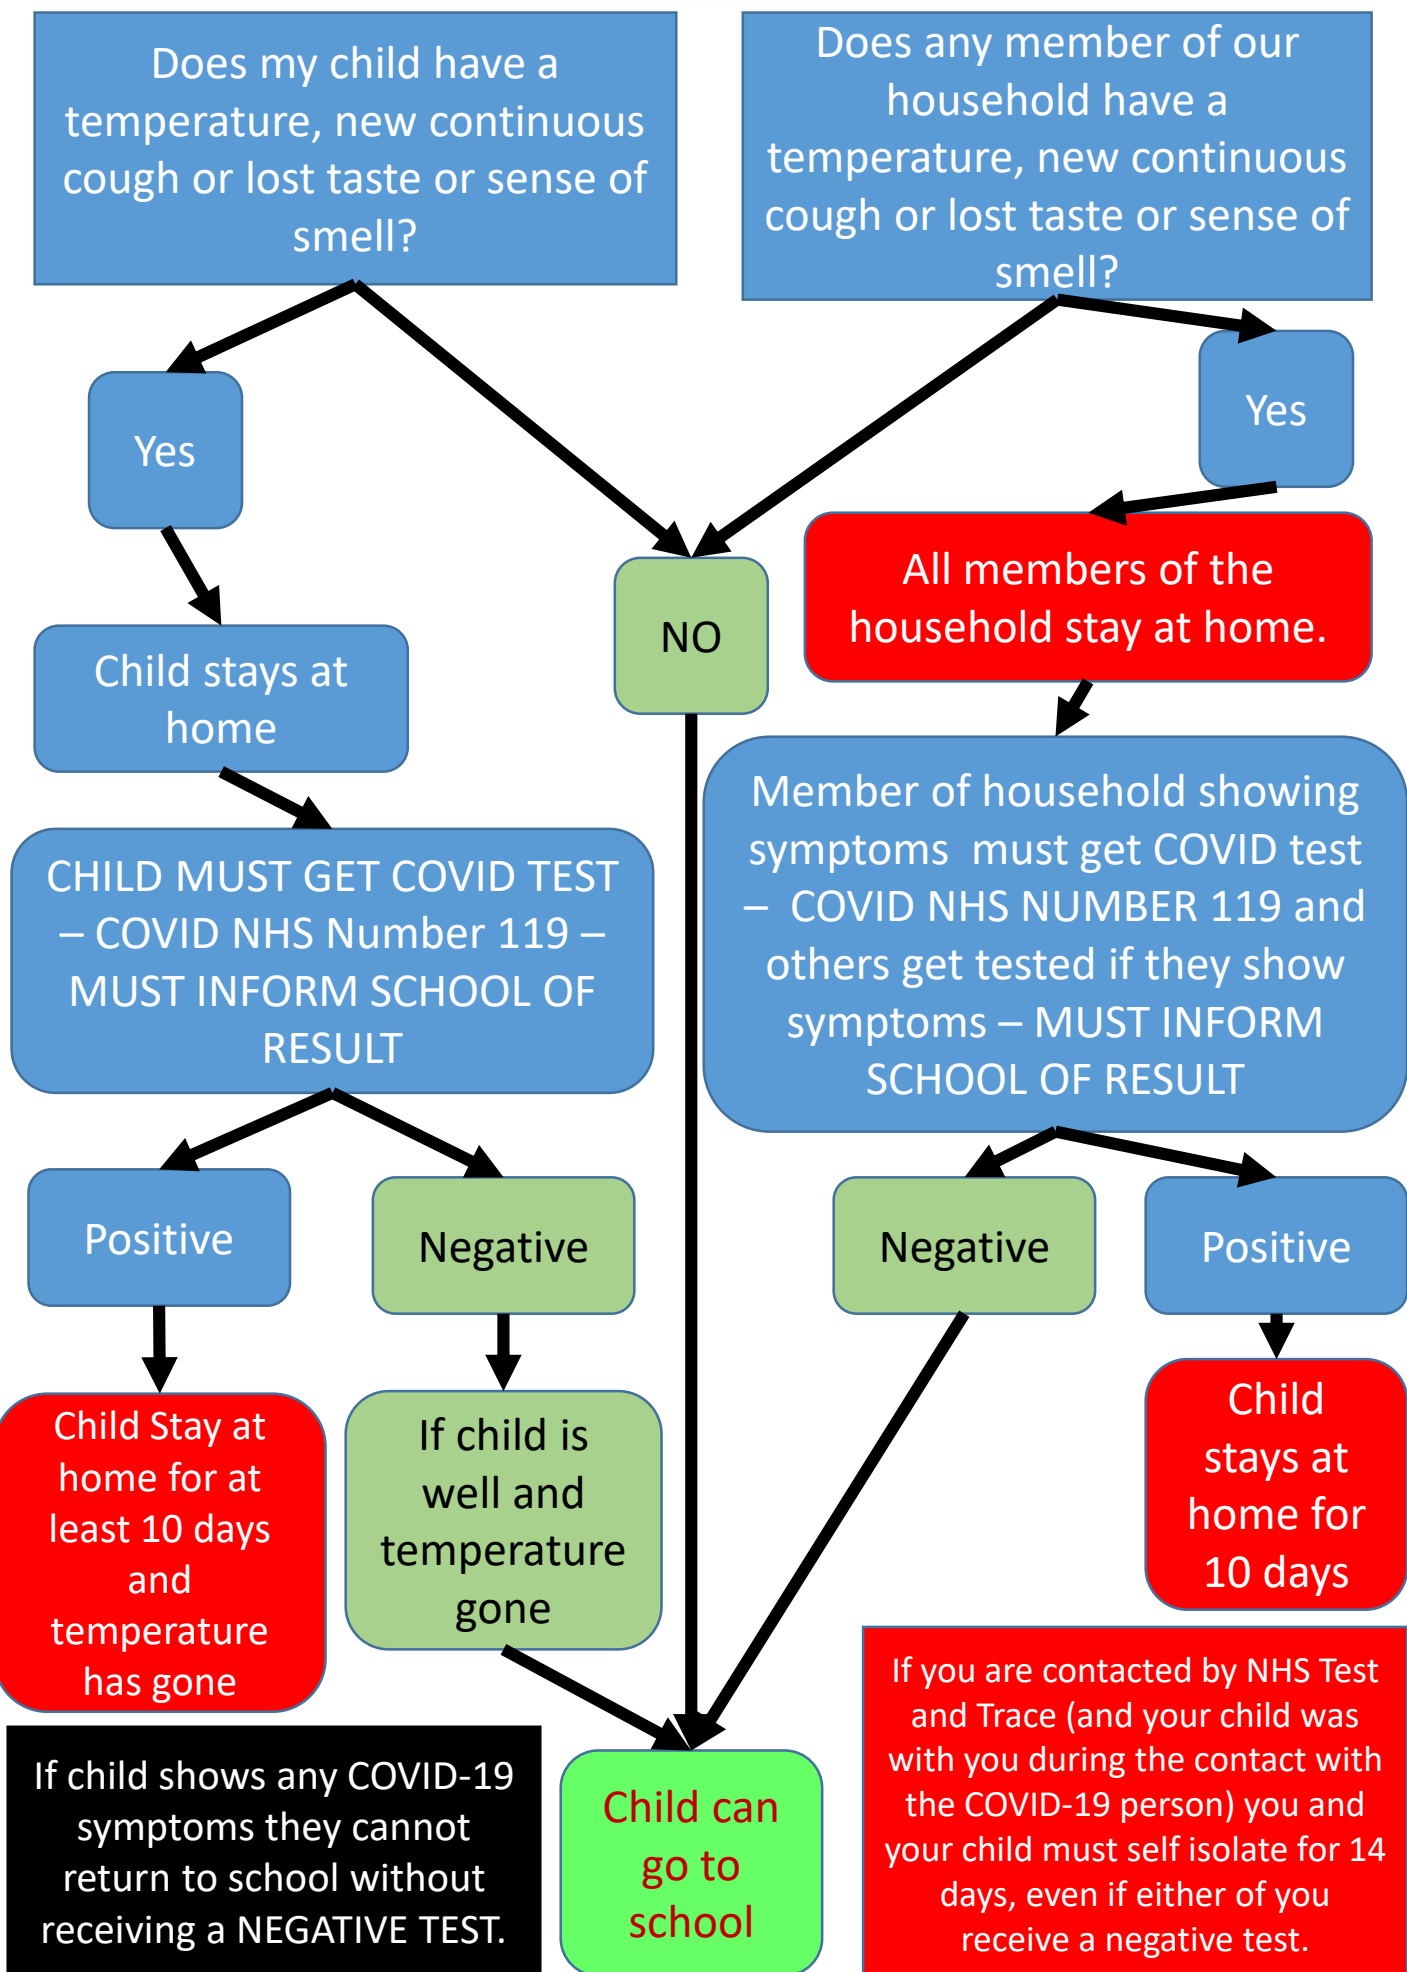 Does my child have a
temperature, new continuous
cough or lost taste or sense of
smell?
Does any member of our
household have a
temperature, new continuous
cough or lost taste or sense of
smell?
Yes
Yes
NO
All members of the
household stay at home.
Child stays at
home
Member of household showing
symptoms must get COVID test
– COVID NHS NUMBER 119 and
others get tested if they show
symptoms – MUST INFORM
SCHOOL OF RESULT
CHILD MUST GET COVID TEST
– COVID NHS Number 119 –
MUST INFORM SCHOOL OF
RESULT
Positive
Negative
Negative
Positive
Child Stay at
home for at
least 10 days
and
temperature
has gone
If child is
well and
temperature
gone
Child
stays at
home for
10 days
If child shows any COVID-19
symptoms they cannot
return to school without
receiving a NEGATIVE TEST.
Child can
go to
school
If you are contacted by NHS Test
and Trace (and your child was
with you during the contact with
the COVID-19 person) you and
your child must self isolate for 14
days, even if either of you
receive a negative test.